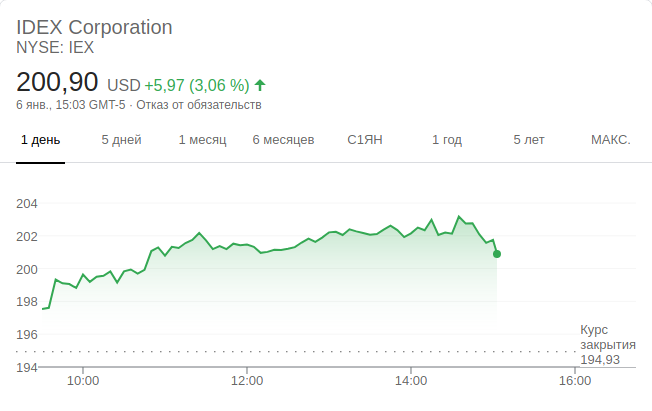 IDEX Corporation
NYSE: IEX
200,90 USD +5,97 (3,06 %)
6 янв., 15:03 GMT-5 · Отказ от обязательств
1 день 5 дней 1 месяц 6 месяцев С1ЯН 1 год 5 лет МАКС.
204
202
200
198
196
Курс
закрытия
194,93
194
10:00 12:00 14:00 16:00